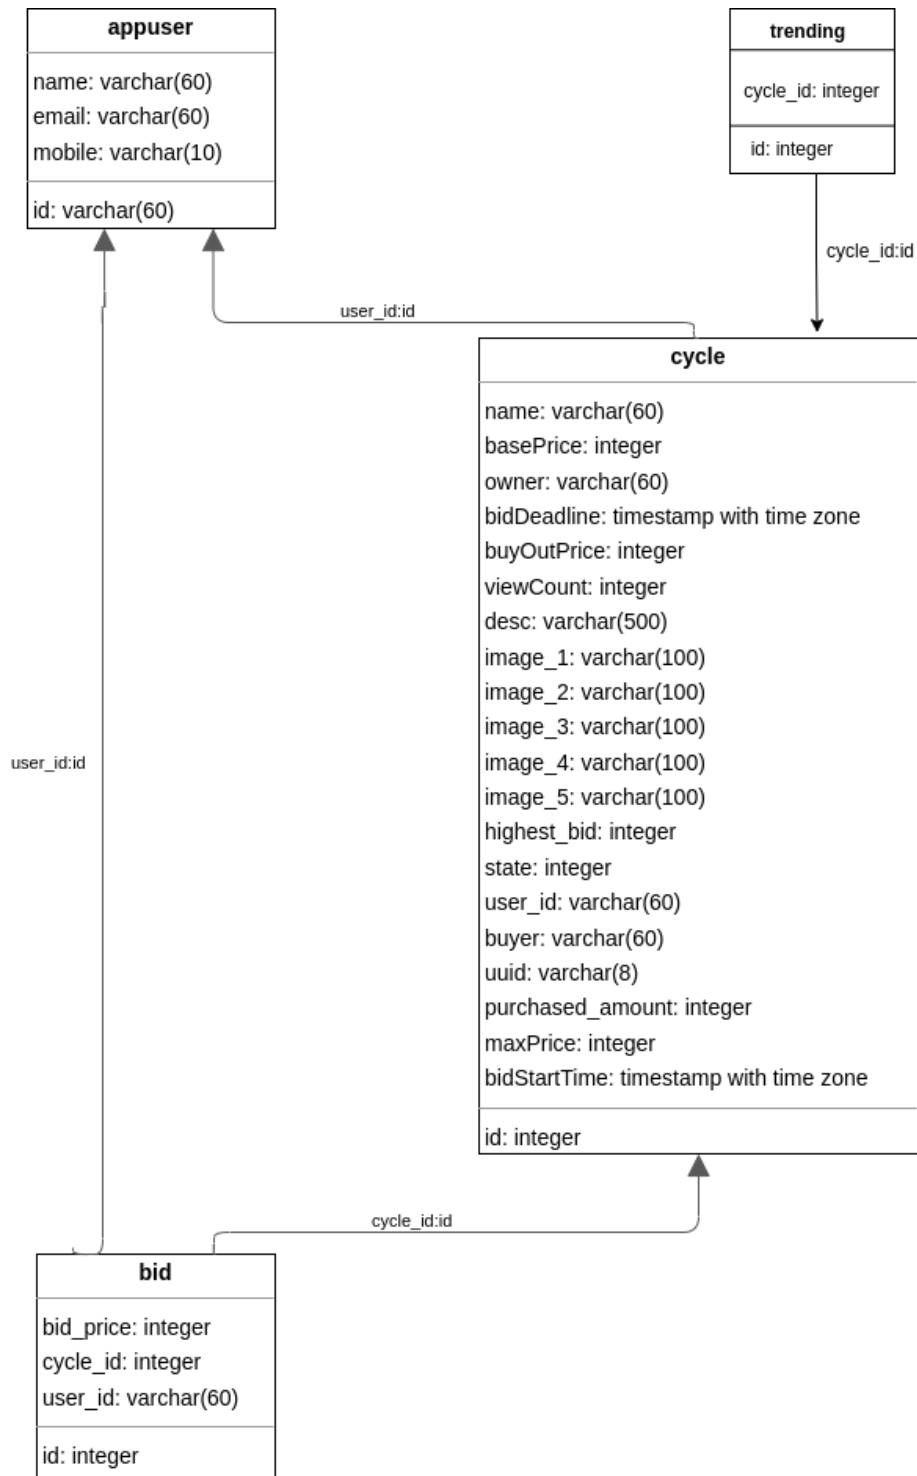 appuser
name: varchar(60)
email: varchar(60)
mobile: varchar(10)
id: varchar(60)
trending
cycle_id: integer
id: integer
cycle_id:id
user_id:id
cycle
name: varchar(60)
basePrice: integer
owner: varchar(60)
bidDeadline: timestamp with time zone
buyOutPrice: integer
viewCount: integer
desc: varchar(500)
image_1: varchar(100)
image_2: varchar(100)
image_3: varchar(100)
image_4: varchar(100)
image_5: varchar(100)
highest_bid: integer
state: integer
user_id: varchar(60)
buyer: varchar(60)
uuid: varchar(8)
purchased_amount: integer
maxPrice: integer
bidStartTime: timestamp with time zone
id: integer
user_id:id
cycle_id:id
bid
bid_price: integer
cycle_id: integer
user_id: varchar(60)
id: integer